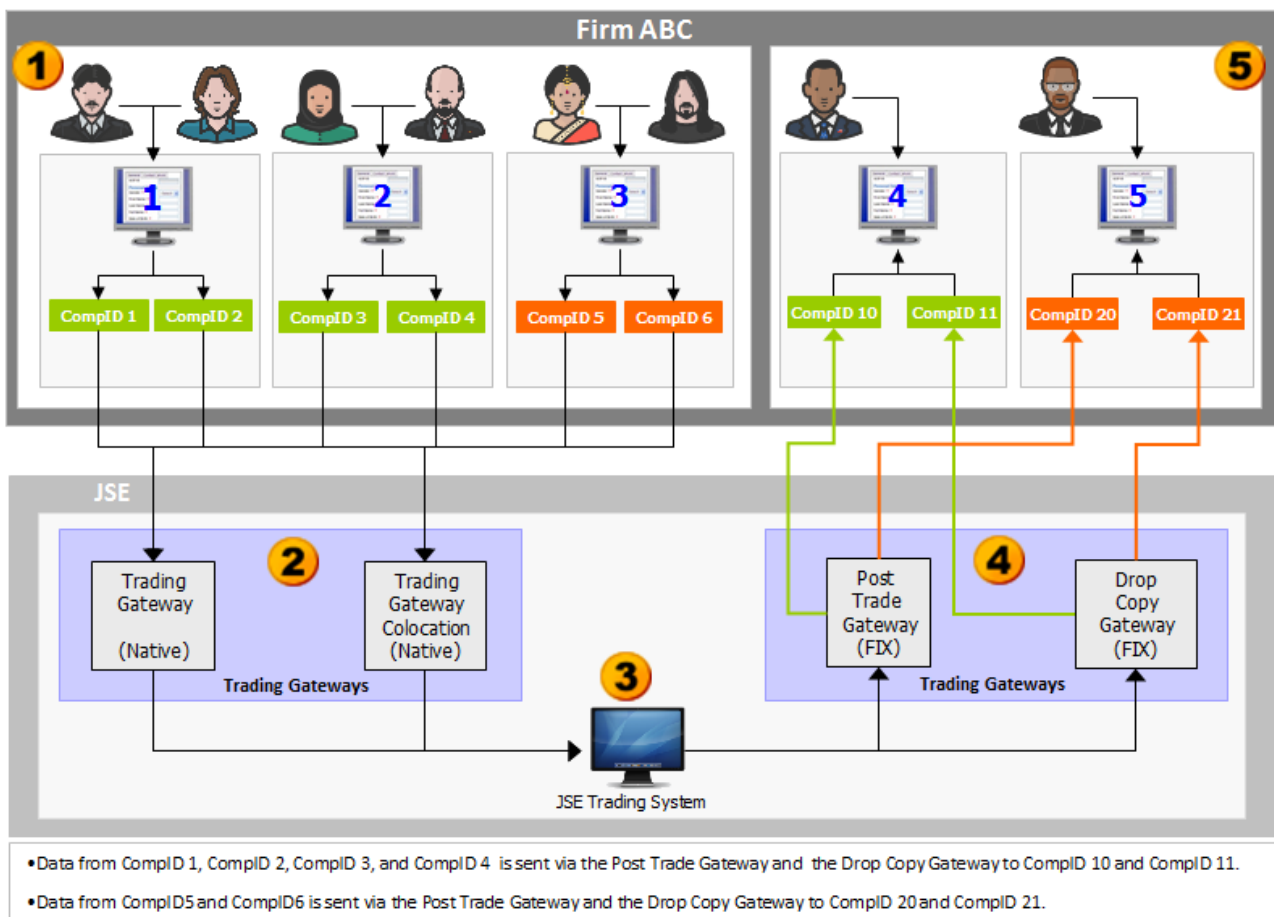 Firm ABC
1
5
1
2
3
4
5
CompID 1
CompID 2
CompID 3
CompID 4
CompID 5
CompID 6
CompID 10
CompID 11
CompID 20
CompID 21
JSE
2
Trading
Gateway
(Native)
Trading
Gateway
Colocation
(Native)
Trading Gateways
3
JSE Trading System
4
Post
Trade
Gateway
(FIX)
Drop
Copy
Gateway
(FIX)
Trading Gateways
•Data from CompID 1, CompID 2, CompID 3, and CompID 4 is sent via the Post Trade Gateway and the Drop Copy Gateway to CompID 10 and CompID 11.
•Data from CompID5 and CompID6 is sent via the Post Trade Gateway and the Drop Copy Gateway to CompID 20 and CompID 21.